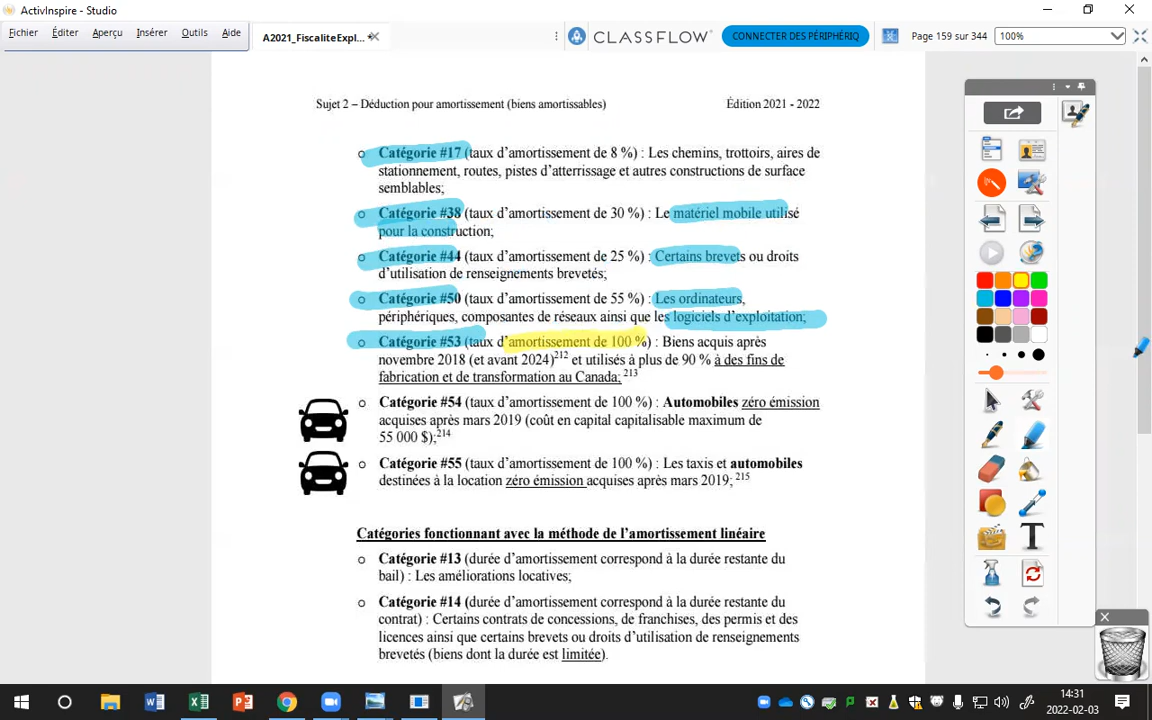 ActivInspire - Studio
Fichier Éditer Aperçu Insérer Outils Aide
A2021_FiscaliteExpl...
CLASSFLOW
CONNECTER DES PÉRIPHÉRIQ
Page 159 sur 344
100%
Sujet 2 – Déduction pour amortissement (biens amortissables) Édition 2021 - 2022
o Catégorie #17 (taux d’amortissement de 8 %) : Les chemins, trottoirs, aires de
stationnement, routes, pistes d’atterrissage et autres constructions de surface
semblables;
o Catégorie #38 (taux d’amortissement de 30 %) : Le matériel mobile utilisé
pour la construction;
o Catégorie #44 (taux d’amortissement de 25 %) : Certains brevets ou droits
d’utilisation de renseignements brevetés;
o Catégorie #50 (taux d’amortissement de 55 %) : Les ordinateurs,
périphériques, composantes de réseaux ainsi que les logiciels d’exploitation;
o Catégorie #53 (taux d’amortissement de 100 %) : Biens acquis après
novembre 2018 (et avant 2024)212 et utilisés à plus de 90 % à des fins de
fabrication et de transformation au Canada; 213
o Catégorie #54 (taux d’amortissement de 100 %) : Automobiles zéro émission
acquises après mars 2019 (coût en capital capitalisable maximum de
55 000 $);214
o Catégorie #55 (taux d’amortissement de 100 %) : Les taxis et automobiles
destinées à la location zéro émission acquises après mars 2019; 215
Catégories fonctionnant avec la méthode de l’amortissement linéaire
o Catégorie #13 (durée d’amortissement correspond à la durée restante du
bail) : Les améliorations locatives;
o Catégorie #14 (durée d’amortissement correspond à la durée restante du
contrat) : Certains contrats de concessions, de franchises, des permis et des
licences ainsi que certains brevets ou droits d’utilisation de renseignements
brevetés (biens dont la durée est limitée).
14:31
2022-02-03